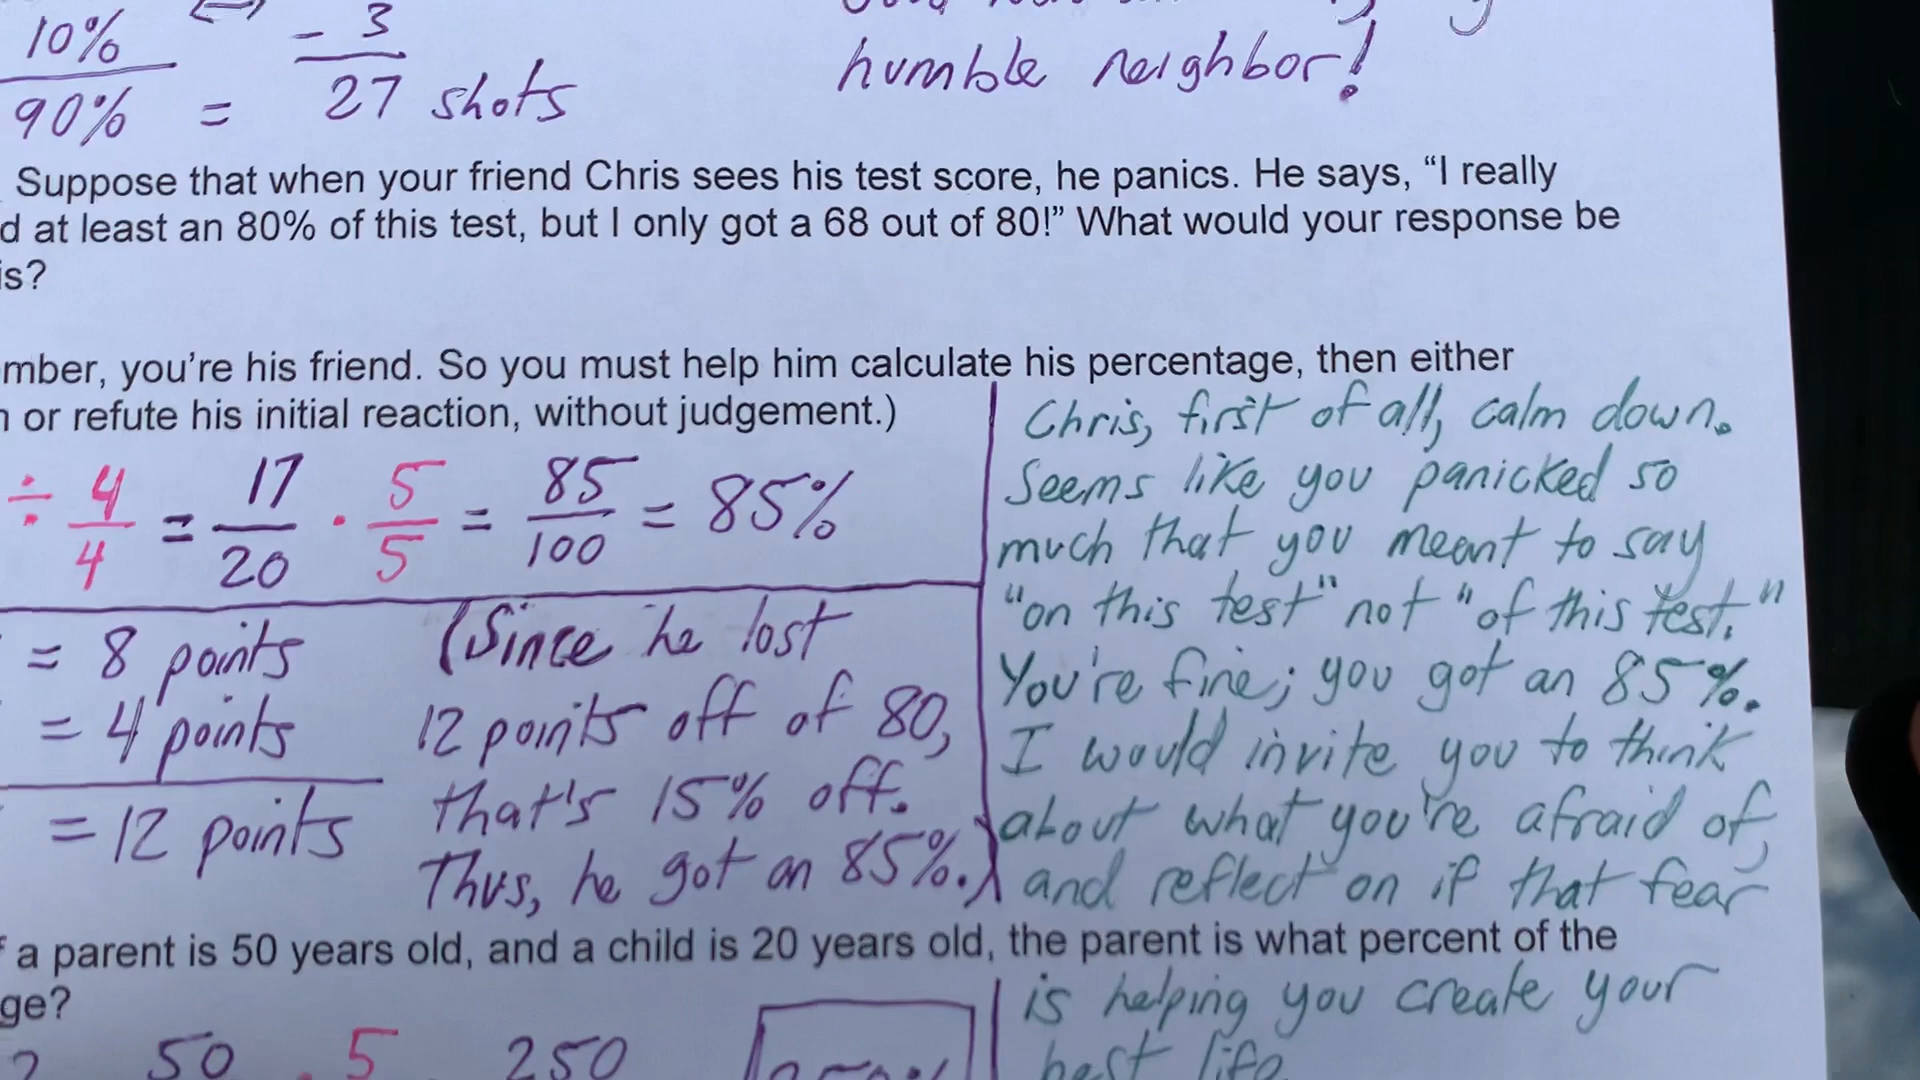 10%
- 3
90% = 27 shots
humble neighbor!
Suppose that when your friend Chris sees his test score, he panics. He says, “I really
d at least an 80% of this test, but I only got a 68 out of 80!” What would your response be
is?
mber, you’re his friend. So you must help him calculate his percentage, then either
or refute his initial reaction, without judgement.)
÷ 4/4 = 17/20 · 5/5 = 85/100 = 85%
= 8 points
= 4 points
= 12 points
(Since he lost
12 points off of 80,
that's 15% off.
Thus, he got an 85%.)
Chris, first of all, calm down.
Seems like you panicked so
much that you meant to say
"on this test" not "of this test."
You're fine; you got an 85%.
I would invite you to think
about what you're afraid of,
and reflect on if that fear
is helping you create your
best life.
a parent is 50 years old, and a child is 20 years old, the parent is what percent of the
ge?
50 · 5 250